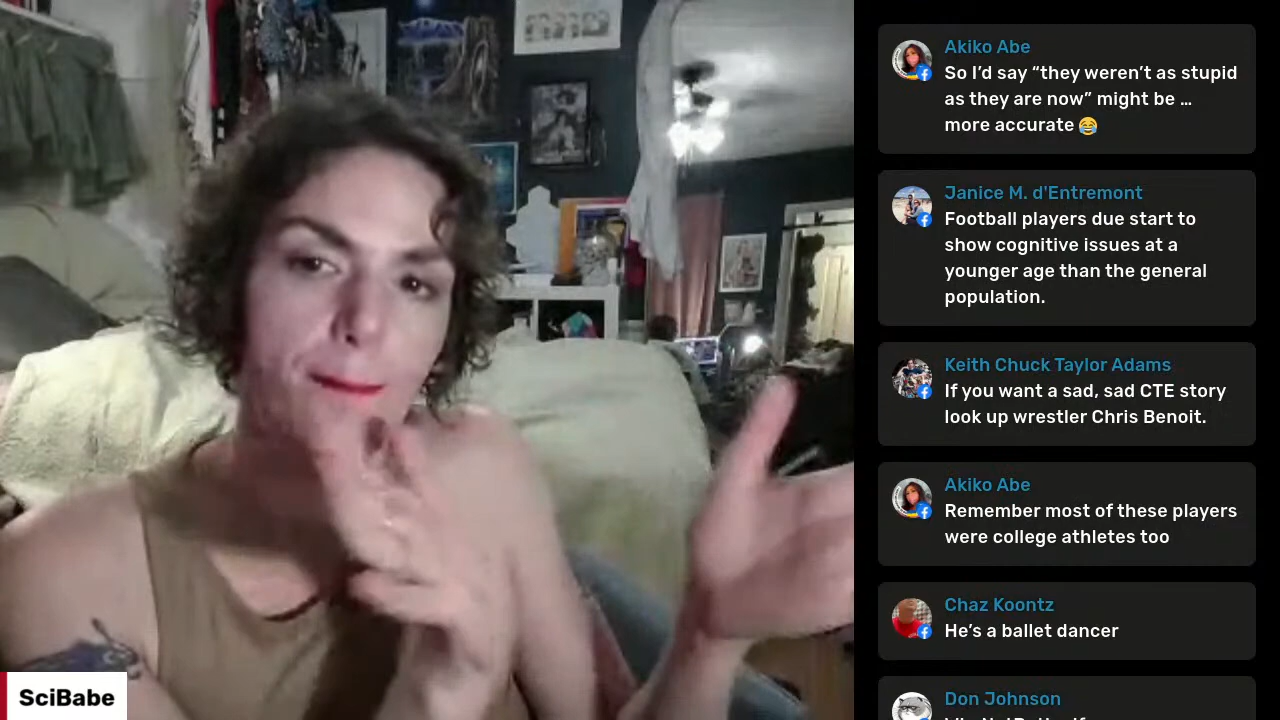 SciBabe
Akiko Abe
So I’d say “they weren’t as stupid
as they are now” might be …
more accurate 😂
Janice M. d'Entremont
Football players due start to
show cognitive issues at a
younger age than the general
population.
Keith Chuck Taylor Adams
If you want a sad, sad CTE story
look up wrestler Chris Benoit.
Akiko Abe
Remember most of these players
were college athletes too
Chaz Koontz
He’s a ballet dancer
Don Johnson